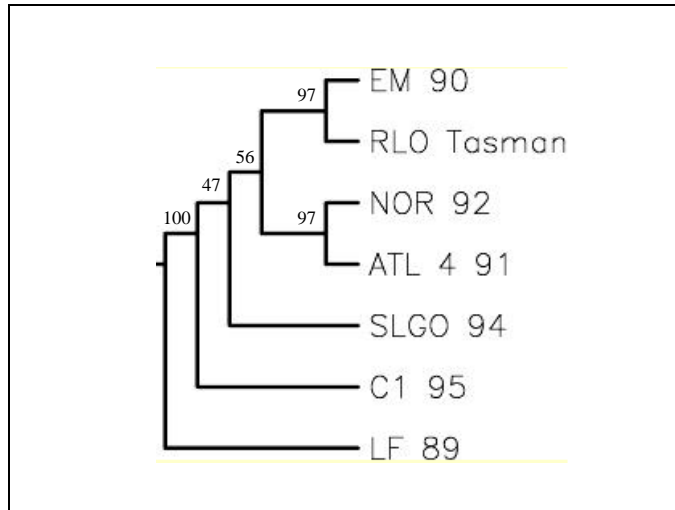 EM 90
97
RLO Tasman
56
47
NOR 92
100
97
ATL 4 91
SLGO 94
C1 95
LF 89